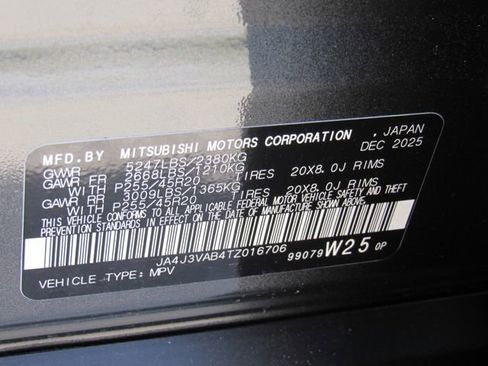 MFD.BY MITSUBISHI MOTORS CORPORATION , JAPAN
GVWR 5247LBS/2380KG DEC 2025
GAWR FR 2668LBS/1210KG
WITH P255/45R20 TIRES 20X8.0J RIMS
GAWR RR 3009LBS/1365KG
WITH P255/45R20 TIRES 20X8.0J RIMS
THIS VEHICLE CONFORMS TO ALL APPLICABLE FEDERAL MOTOR VEHICLE SAFETY, BUMPER, AND THEFT
PREVENTION STANDARDS IN EFFECT ON THE DATE OF MANUFACTURE SHOWN ABOVE.
JA4J3VAB4TZ016706
99079 W25 0P
VEHICLE TYPE: MPV